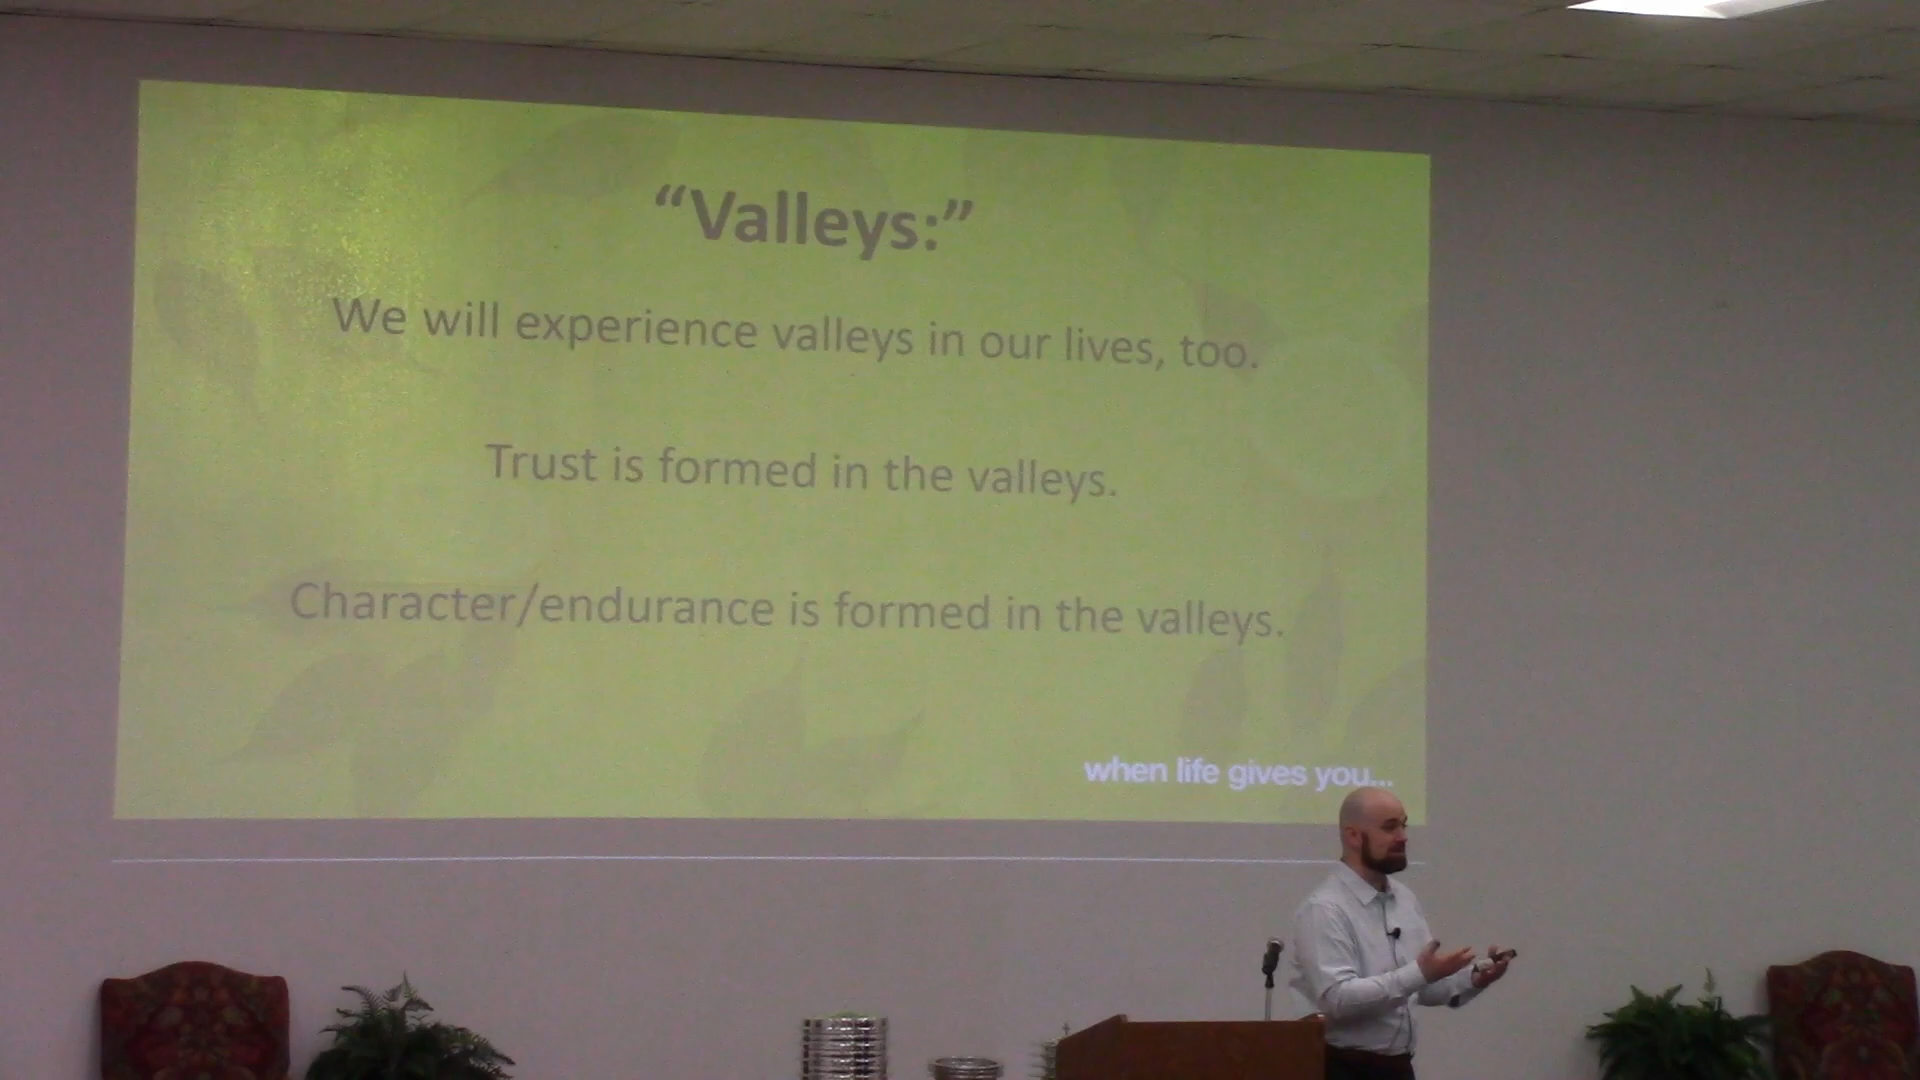 “Valleys:”
We will experience valleys in our lives, too.
Trust is formed in the valleys.
Character/endurance is formed in the valleys.
when life gives you...